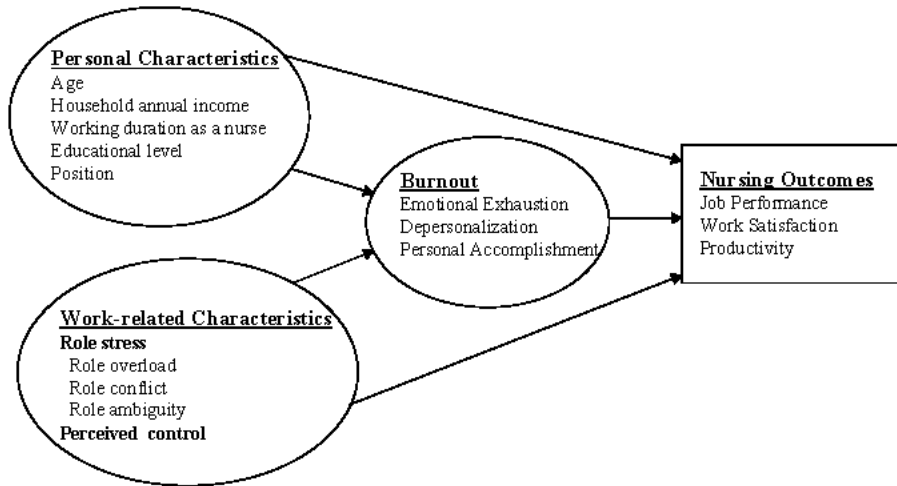 Personal Characteristics
Age
Household annual income
Working duration as a nurse
Educational level
Position
Burnout
Emotional Exhaustion
Depersonalization
Personal Accomplishment
Nursing Outcomes
Job Performance
Work Satisfaction
Productivity
Work-related Characteristics
Role stress
Role overload
Role conflict
Role ambiguity
Perceived control